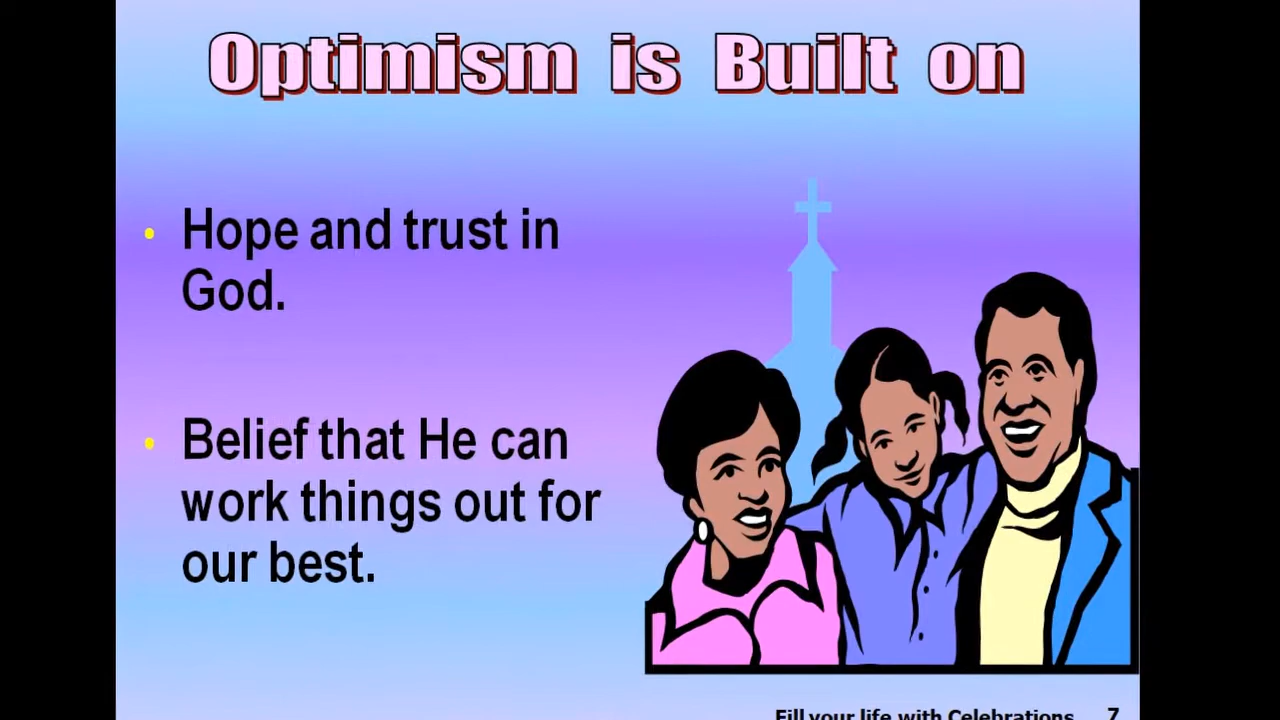 Optimism is Built on
• Hope and trust in
God.
• Belief that He can
work things out for
our best.
Fill your life with Celebrations 7